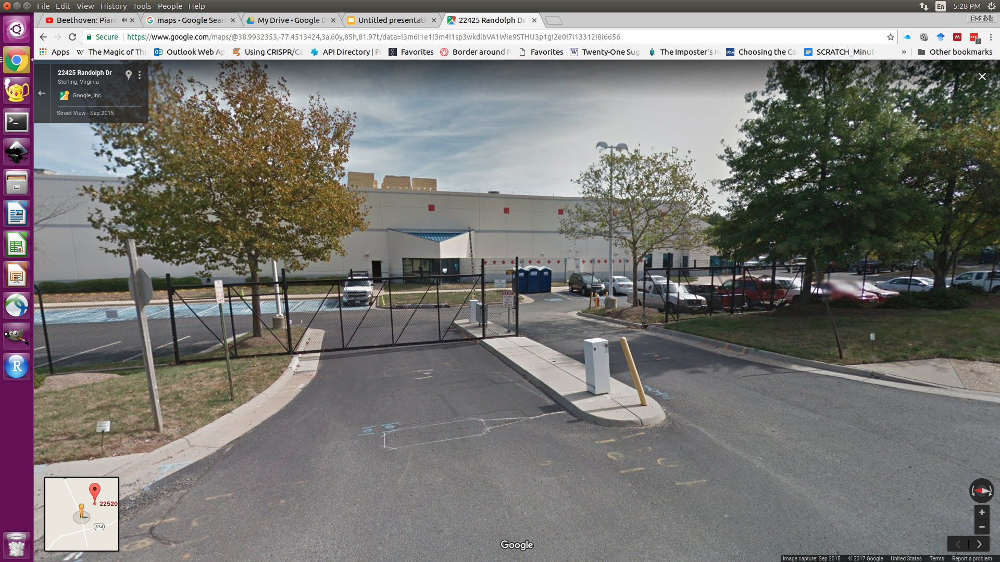 File Edit View History Tools People Help
En 5:28 PM
Beethoven: Pian
maps - Google Sear
My Drive - Google D
Untitled presentati
22425 Randolph Dr
Patrick
Secure https://www.google.com/maps/@38.9932353,-77.4513424,3a,60y,85h,81.97t/data=!3m6!1e1!3m4!1sp3wkdlbVA1Wie9STHU3p1g!2e0!7i13312!8i6656
2
Apps W The Magic of Thi Outlook Web Ap Using CRISPR/Ca API Directory | P Favorites Border around f Favorites W Twenty-One Sug The Imposter's H UCLA Choosing the Co SCRATCH_Minut » Other bookmarks
22425 Randolph Dr
Sterling, Virginia
Google, Inc.
Street View - Sep 2015
STOP
101 101
22520
634
Google
Image capture: Sep 2015 © 2017 Google United States Terms Report a problem